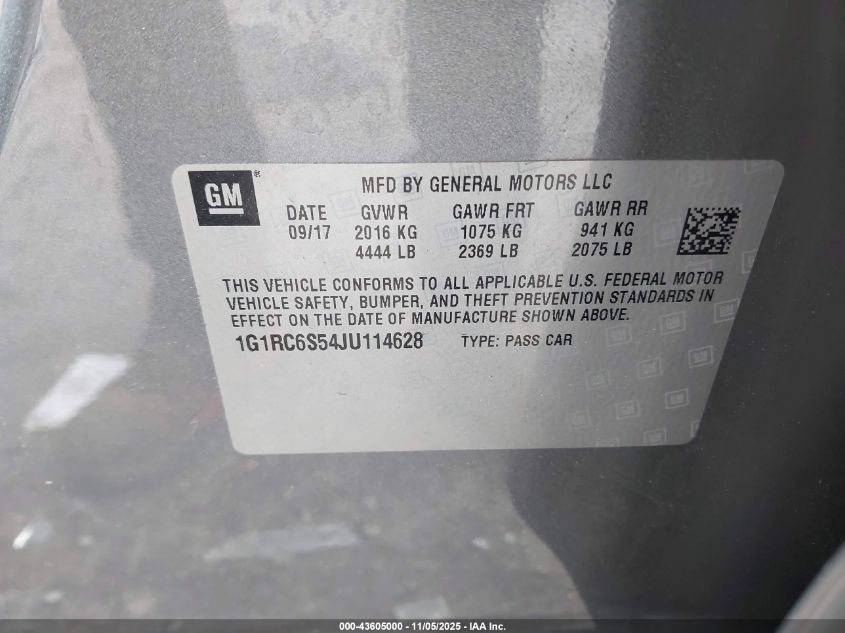 GM ®
MFD BY GENERAL MOTORS LLC
DATE GVWR GAWR FRT GAWR RR
09/17 2016 KG 1075 KG 941 KG
4444 LB 2369 LB 2075 LB
THIS VEHICLE CONFORMS TO ALL APPLICABLE U.S. FEDERAL MOTOR
VEHICLE SAFETY, BUMPER, AND THEFT PREVENTION STANDARDS IN
EFFECT ON THE DATE OF MANUFACTURE SHOWN ABOVE.
1G1RC6S54JU114628 TYPE: PASS CAR
000-43605000 - 11/05/2025 - IAA Inc.